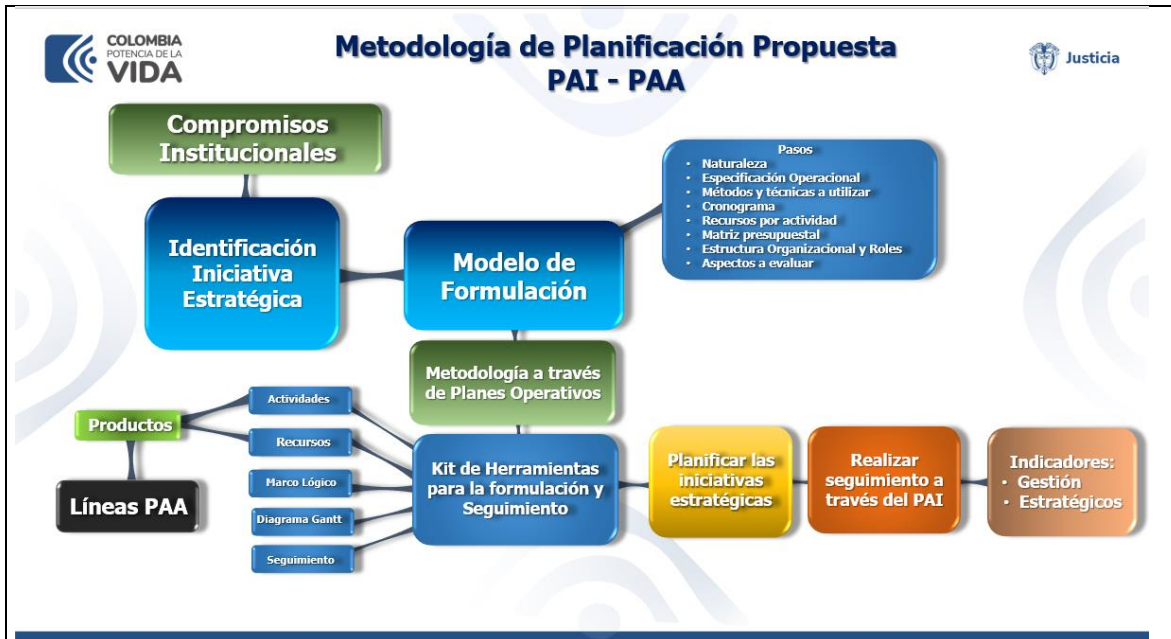 COLOMBIA
POTENCIA DE LA
VIDA
Metodología de Planificación Propuesta
PAI - PAA
Justicia
Compromisos
Institucionales
Pasos
• Naturaleza
• Especificación Operacional
• Métodos y técnicas a utilizar
• Cronograma
• Recursos por actividad
• Matriz presupuestal
• Estructura Organizacional y Roles
• Aspectos a evaluar
Identificación
Iniciativa
Estratégica
Modelo de
Formulación
Metodología a través
de Planes Operativos
Actividades
Productos
Recursos
Marco Lógico
Líneas PAA
Diagrama Gantt
Seguimiento
Kit de Herramientas
para la formulación y
Seguimiento
Planificar las
iniciativas
estratégicas
Realizar
seguimiento a
través del PAI
Indicadores:
• Gestión
• Estratégicos